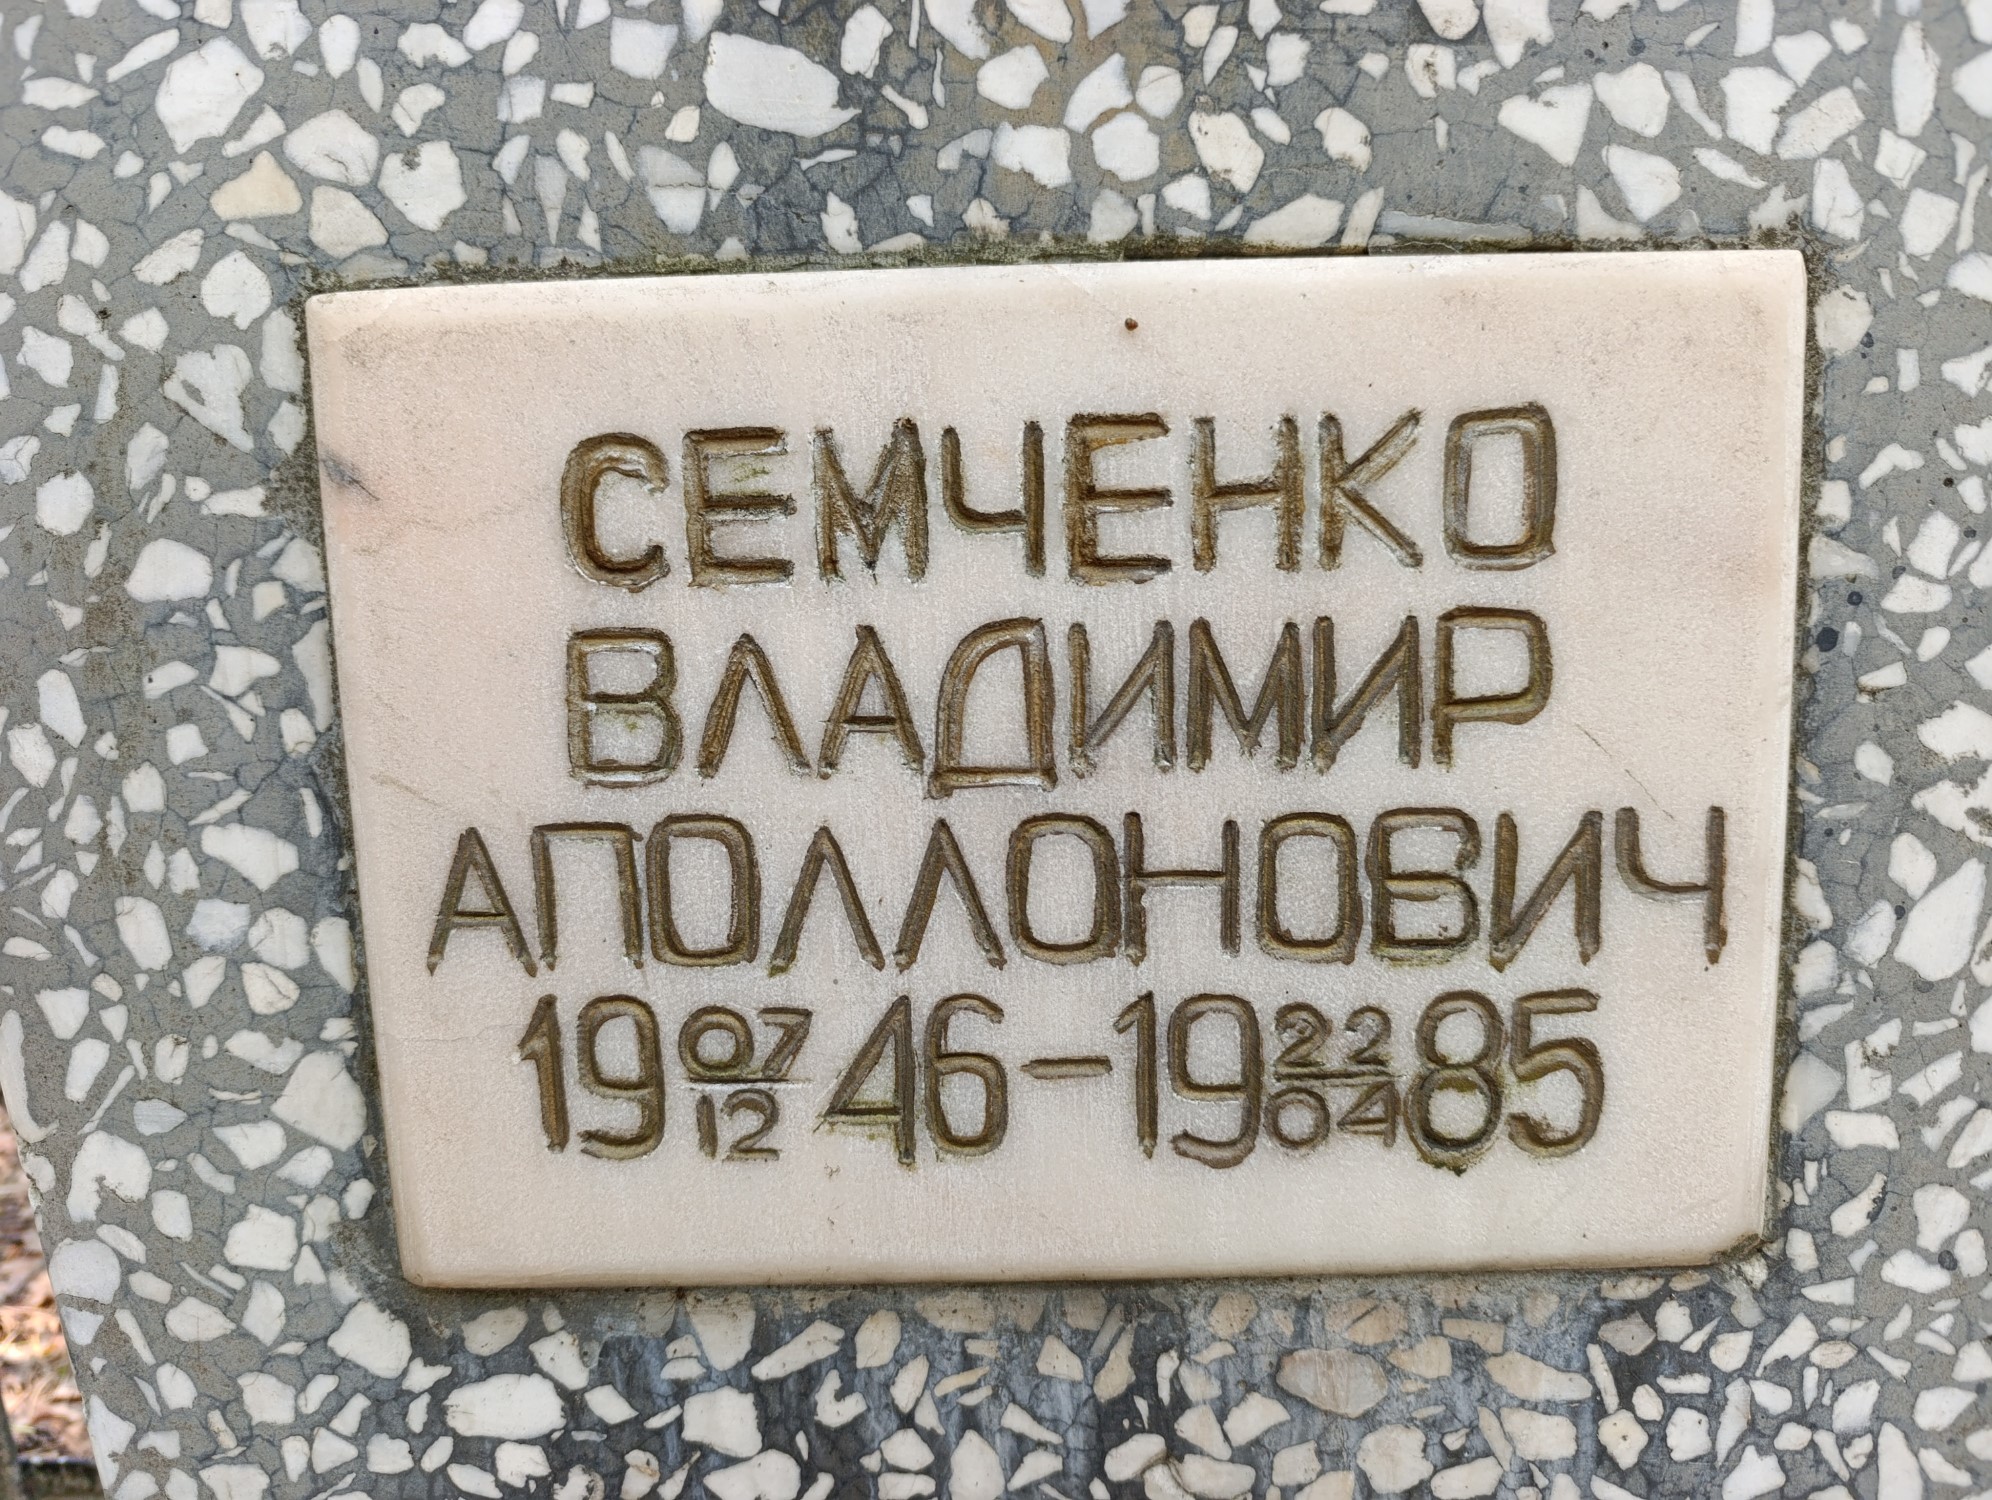 СЕМЧЕНКО
ВЛАДИМИР
АПОЛЛОНОВИЧ
19 07/12 46-19 22/04 85